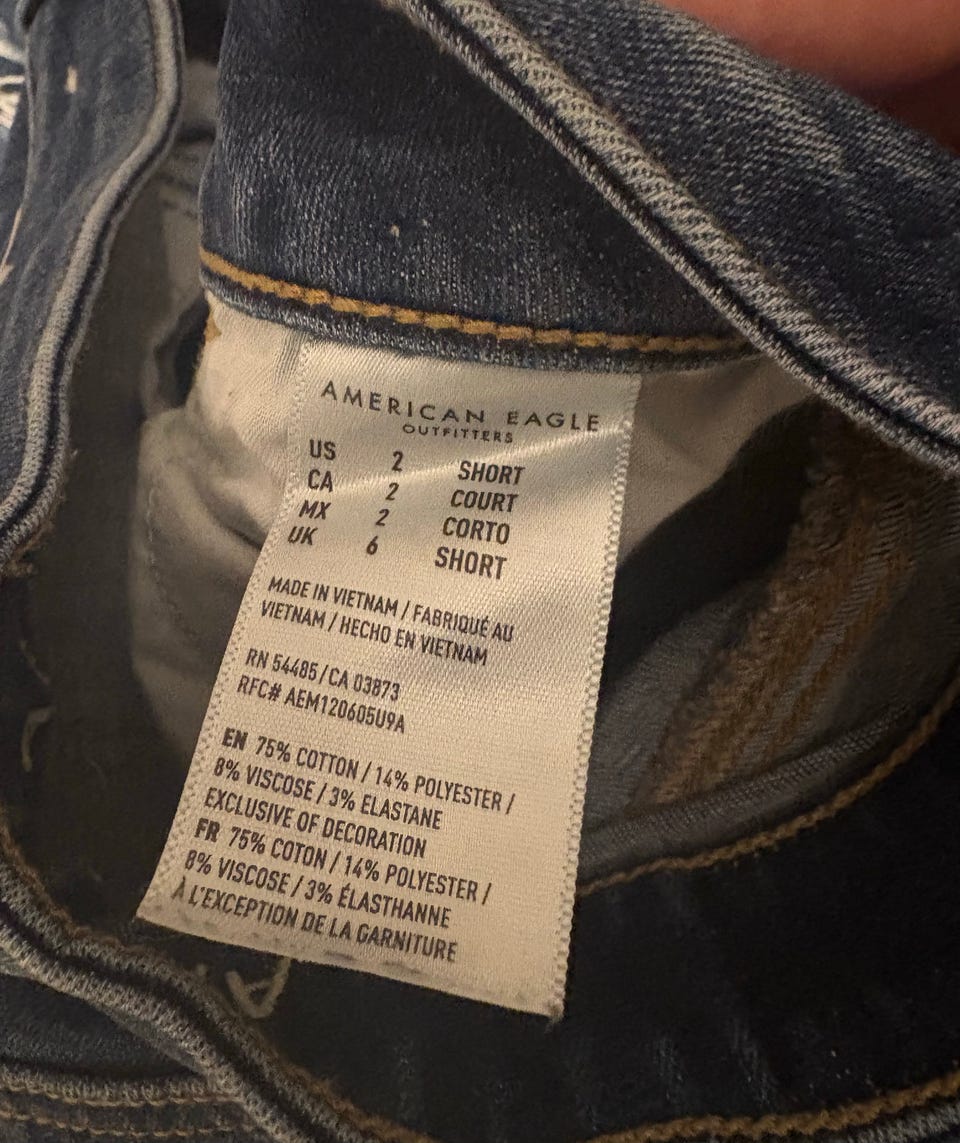 AMERICAN EAGLE
OUTFITTERS
US 2 SHORT
CA 2 COURT
MX 2 CORTO
UK 6 SHORT
MADE IN VIETNAM / FABRIQUÉ AU
VIETNAM / HECHO EN VIETNAM
RN 54485/CA 03873
RFC# AEM120605U9A
EN 75% COTTON / 14% POLYESTER /
8% VISCOSE / 3% ELASTANE
EXCLUSIVE OF DECORATION
FR 75% COTON / 14% POLYESTER /
8% VISCOSE / 3% ÉLASTHANNE
À L'EXCEPTION DE LA GARNITURE